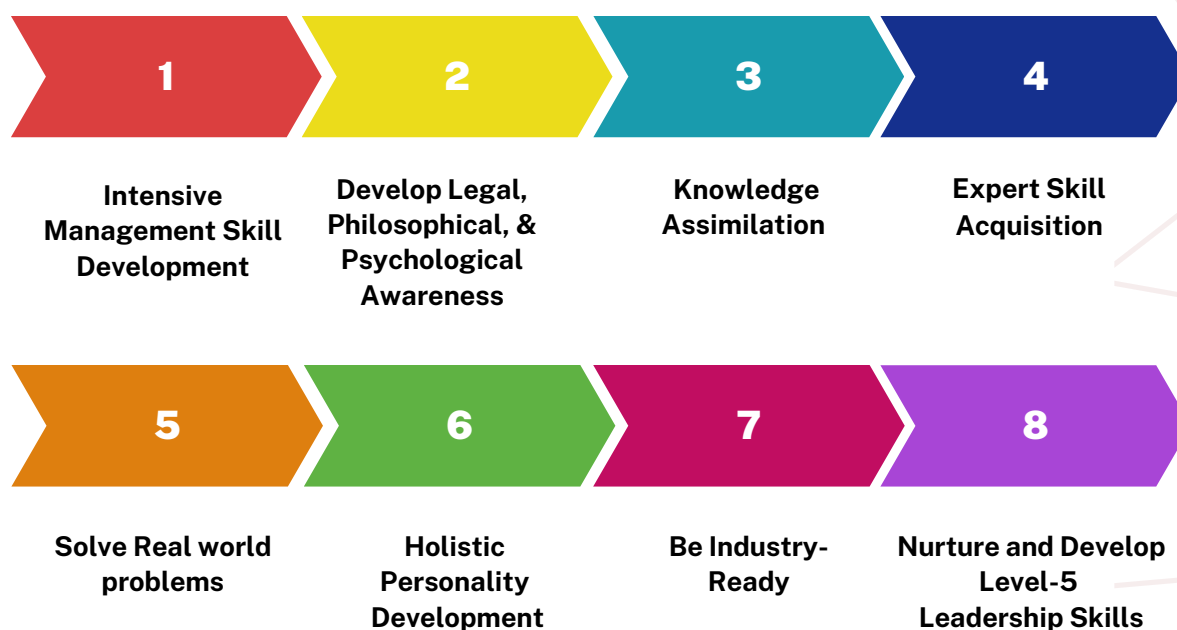 1
2
3
4
Intensive
Management Skill
Development
Develop Legal,
Philosophical, &
Psychological
Awareness
Knowledge
Assimilation
Expert Skill
Acquisition
5
6
7
8
Solve Real world
problems
Holistic
Personality
Development
Be Industry-
Ready
Nurture and Develop
Level-5
Leadership Skills